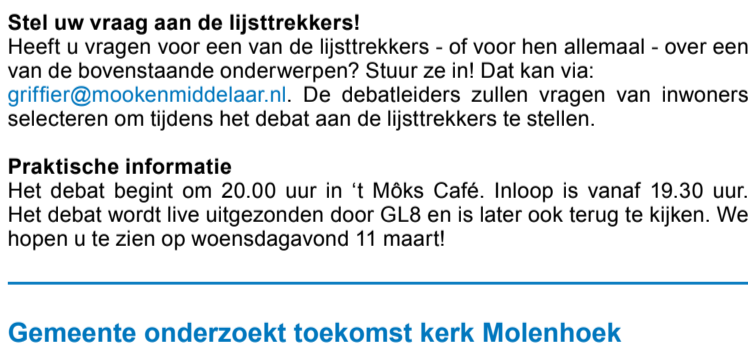 Stel uw vraag aan de lijsttrekkers!
Heeft u vragen voor een van de lijsttrekkers - of voor hen allemaal - over een
van de bovenstaande onderwerpen? Stuur ze in! Dat kan via:
griffier@mookenmiddelaar.nl. De debatleiders zullen vragen van inwoners
selecteren om tijdens het debat aan de lijsttrekkers te stellen.
Praktische informatie
Het debat begint om 20.00 uur in ‘t Môks Café. Inloop is vanaf 19.30 uur.
Het debat wordt live uitgezonden door GL8 en is later ook terug te kijken. We
hopen u te zien op woensdagavond 11 maart!
Gemeente onderzoekt toekomst kerk Molenhoek